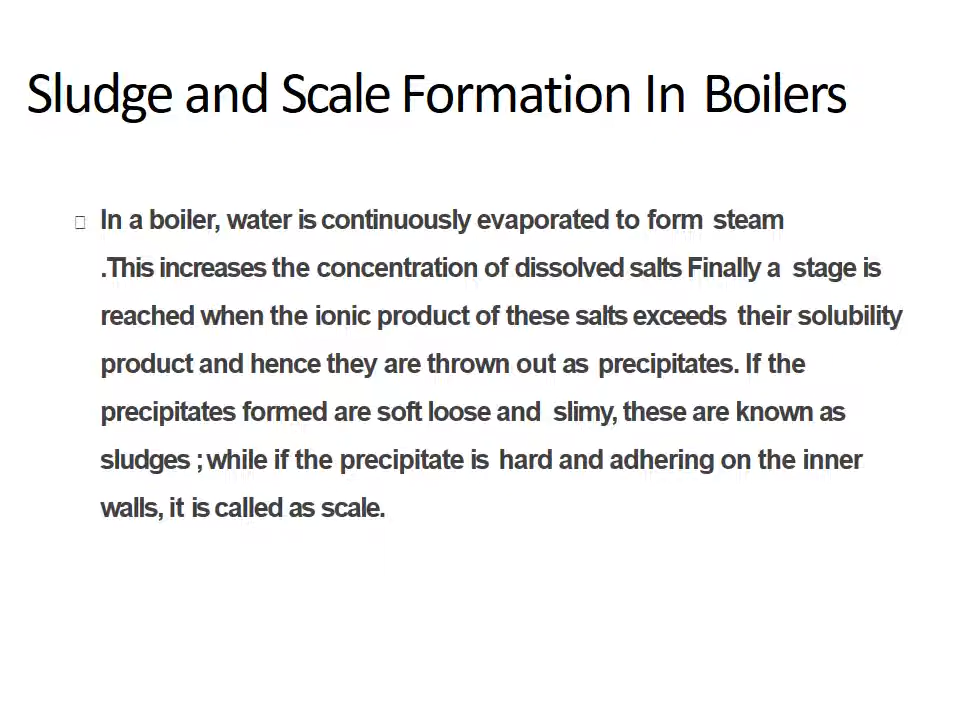 Sludge and Scale Formation In Boilers
In a boiler, water is continuously evaporated to form steam
.This increases the concentration of dissolved salts Finally a stage is
reached when the ionic product of these salts exceeds their solubility
product and hence they are thrown out as precipitates. If the
precipitates formed are soft loose and slimy, these are known as
sludges ; while if the precipitate is hard and adhering on the inner
walls, it is called as scale.